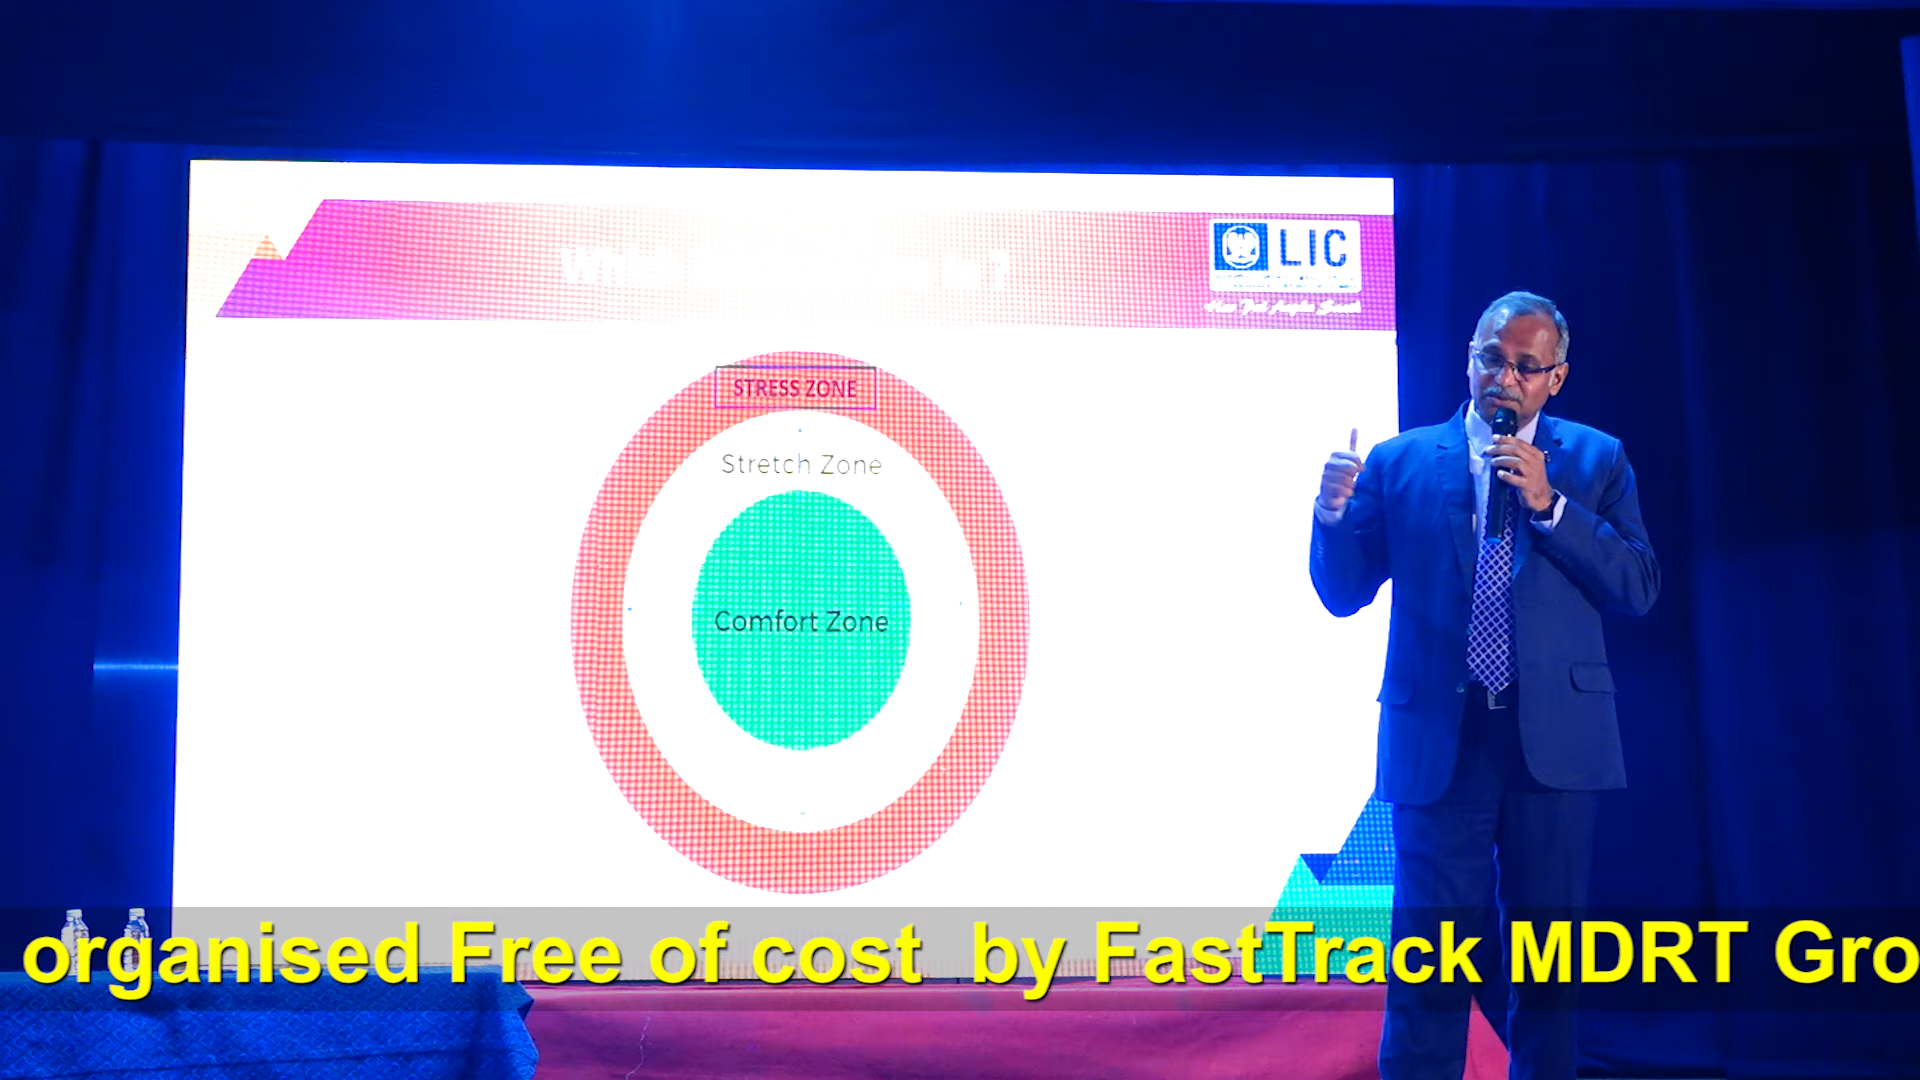 LIC
STRESS ZONE
Stretch Zone
Comfort Zone
organised Free of cost by FastTrack MDRT Gro